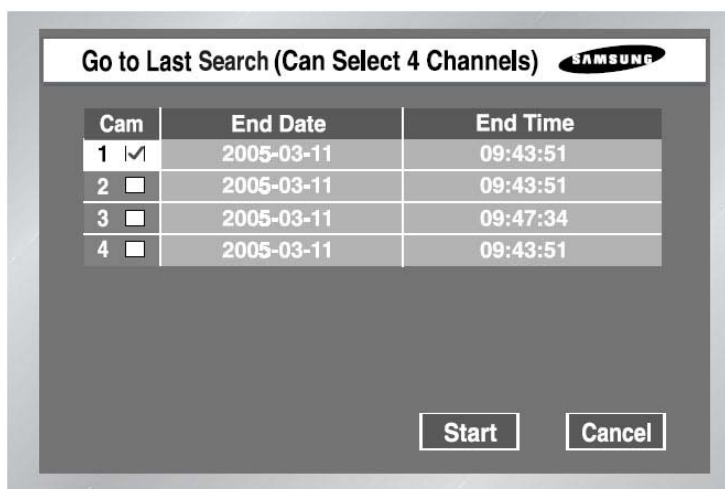 Go to Last Search (Can Select 4 Channels) SAMSUNG
Cam End Date End Time
1 2005-03-11 09:43:51
2 2005-03-11 09:43:51
3 2005-03-11 09:47:34
4 2005-03-11 09:43:51
Start Cancel